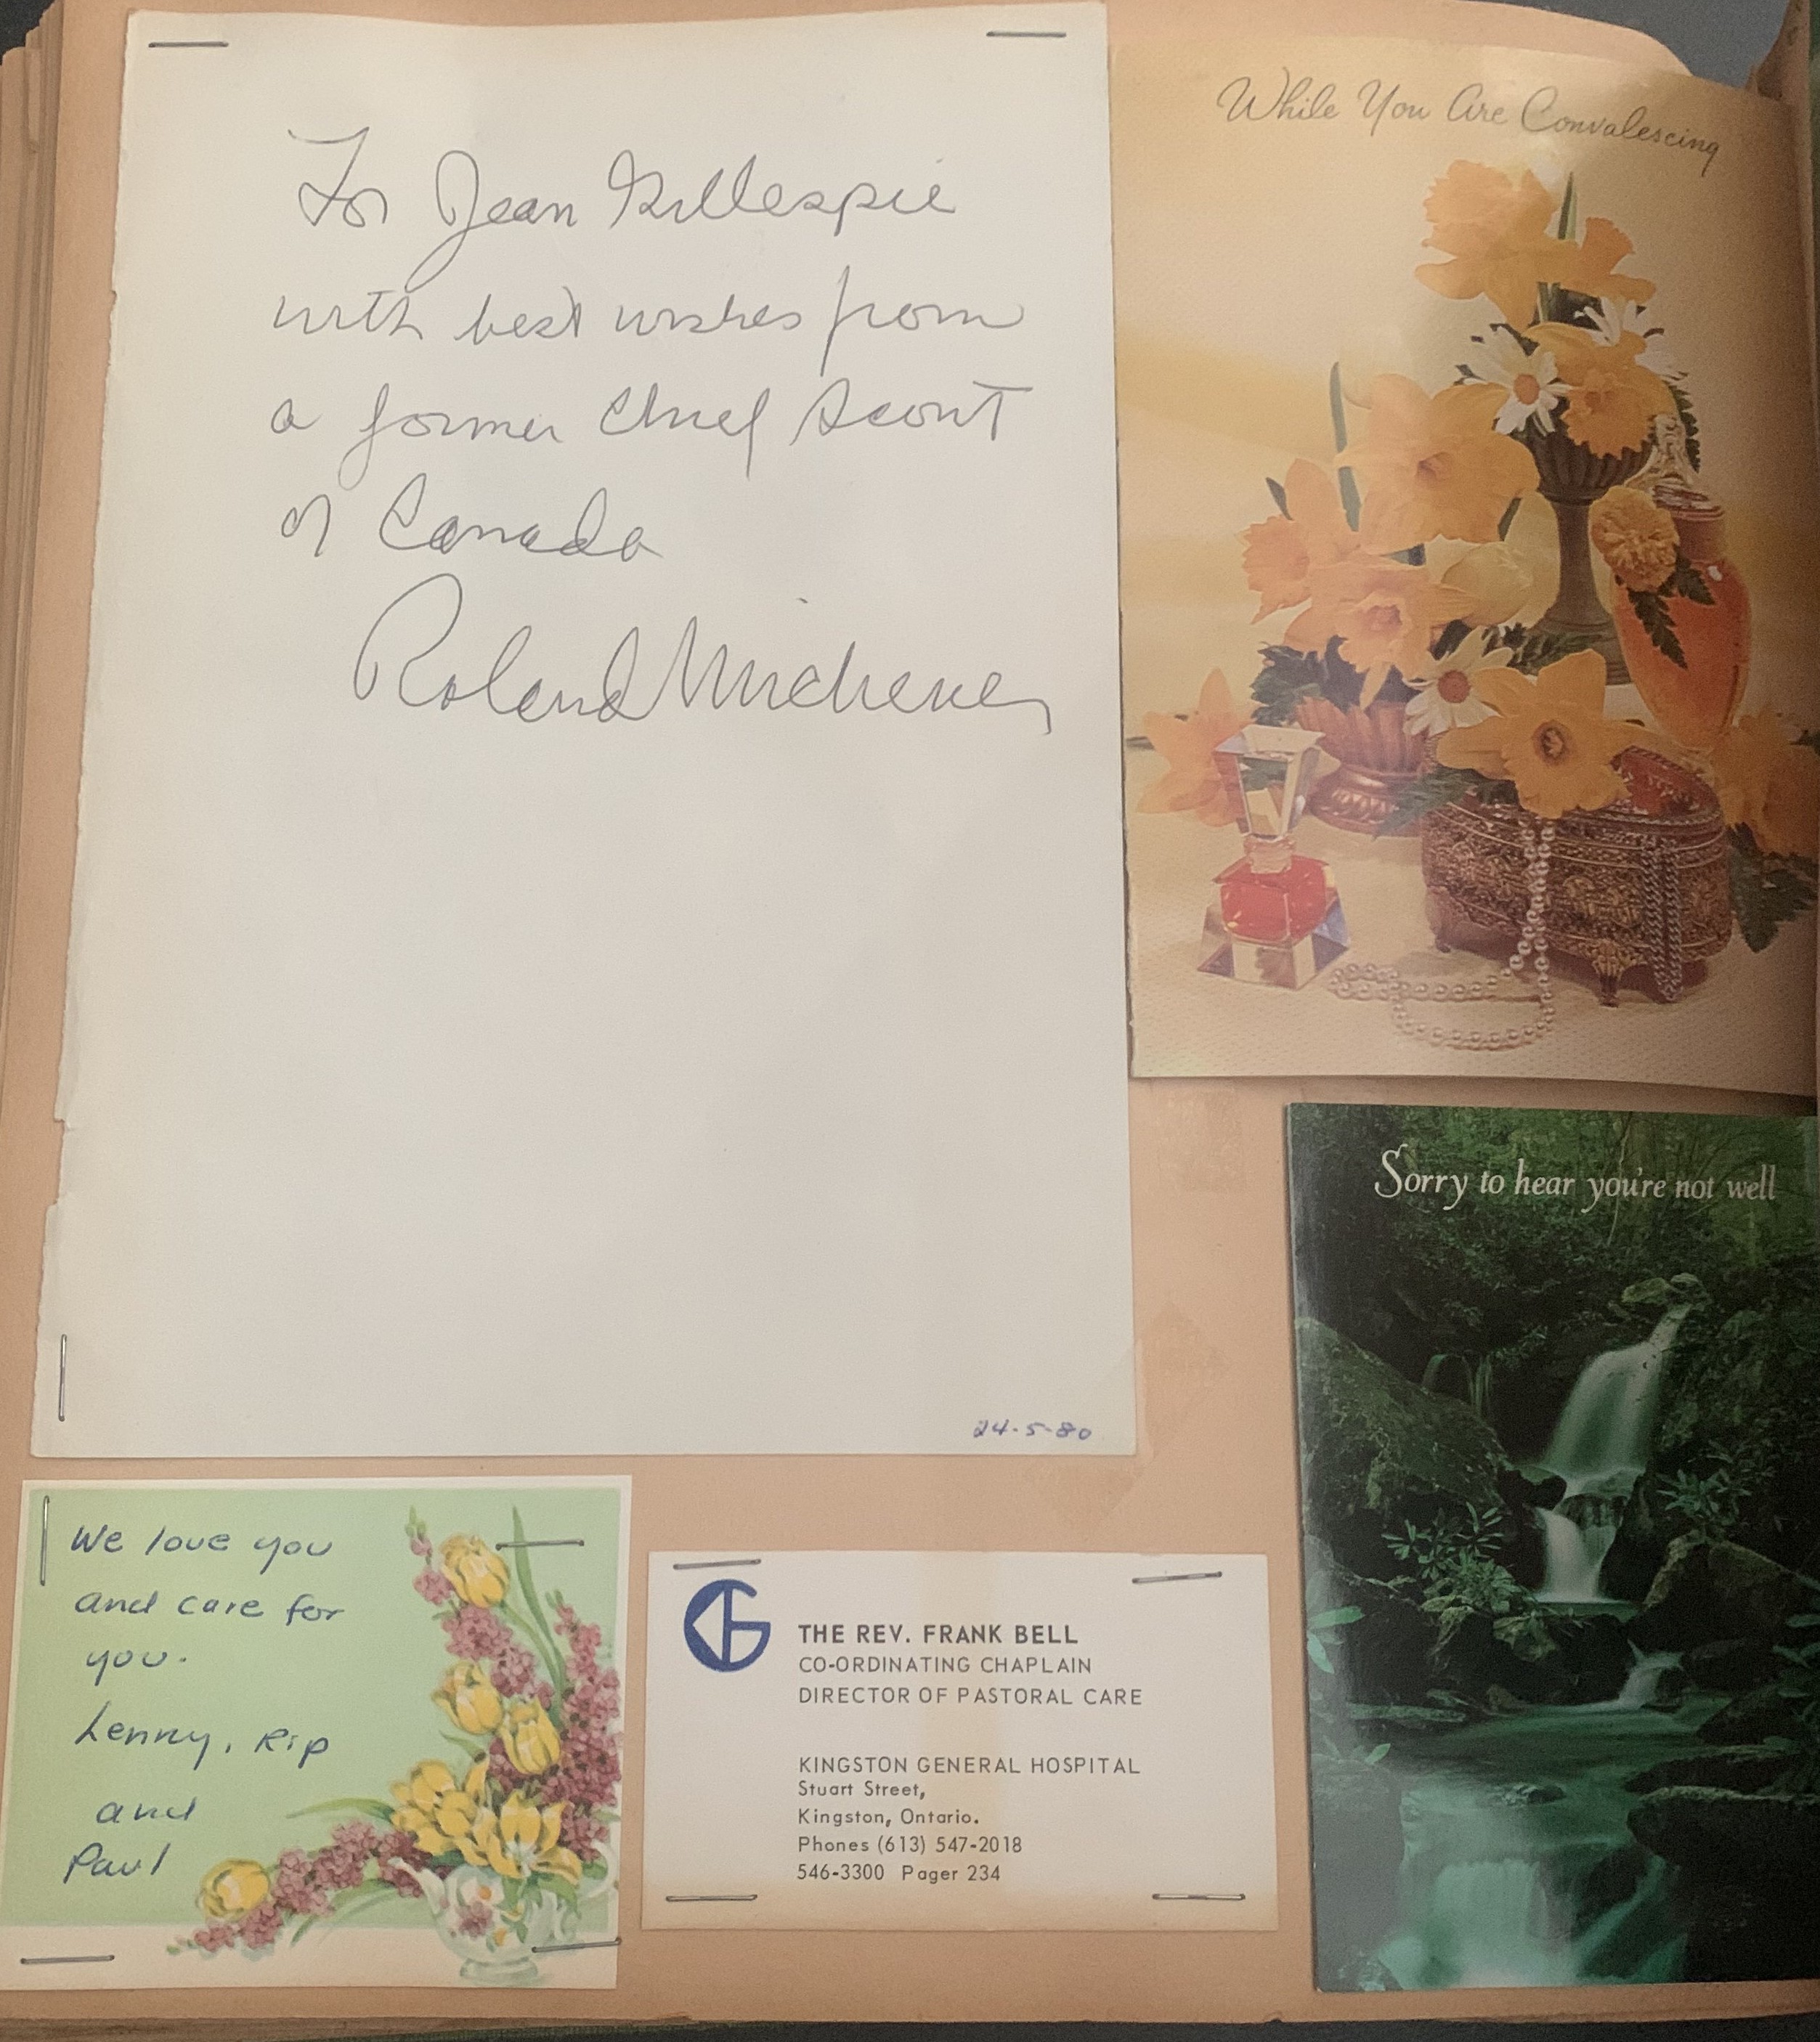 For Jean Gillespie
with best wishes from
a former Chief Scout
of Canada
Roland Michener
24-5-80
While You Are Convalescing
Sorry to hear you're not well
We love you
and care for
you.
Lenny, Rip
and
Paul
THE REV. FRANK BELL
CO-ORDINATING CHAPLAIN
DIRECTOR OF PASTORAL CARE
KINGSTON GENERAL HOSPITAL
Stuart Street,
Kingston, Ontario.
Phones (613) 547-2018
546-3300 Pager 234